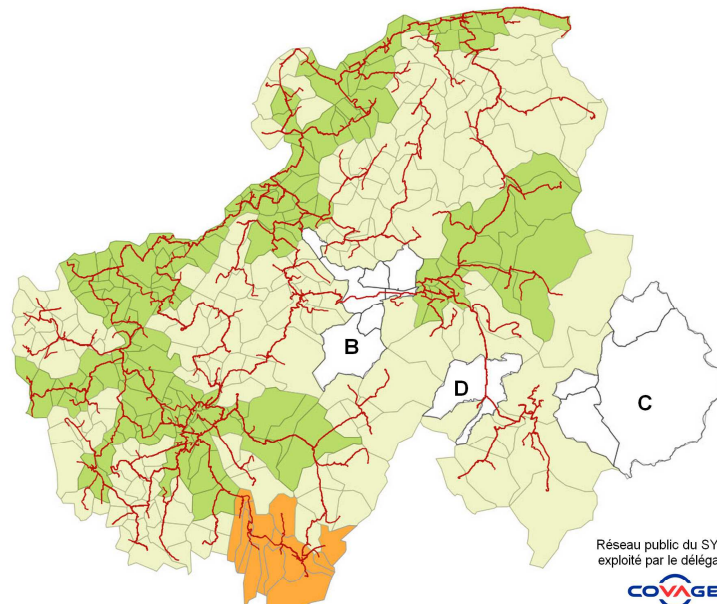 B
D
C
Réseau public du SY
exploité par le déléga
COVAGE